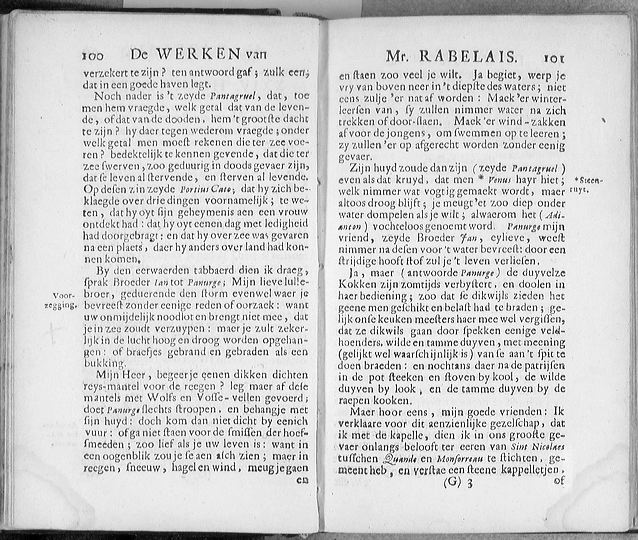 100 De WERKEN van
verzekert te zijn ? ten antwoord gaf ; zulk een,
dat in een goede haven legt.
Noch nader is 't zeyde Pantagruel, dat, toe
men hem vraegde, welk getal dat van de leven-
de, of dat van de dooden, hem 't grootste dacht
te zijn ? hy daer tegen wederom vraegde ; onder
welk getal men moest rekenen die ter zee voe-
ren ? bedektelijk te kennen gevende, dat die ter
zee swerven, zoo geduurig in doods gevaer zijn,
dat se leven al stervende, en sterven al levende.
Op desen zin zeyde Portius Cato, dat hy zich be-
klaegde over drie dingen voornamelijk ; te we-
ten, dat hy oyt sijn geheymenis aen een vrouw
ontdekt had : dat hy oyt eenen dag met ledigheid
had doorgebragt ; en dat hy over zee was gevaren
na een plaets, daer hy anders over land had kon-
nen komen.
By den eerwaerden tabbaerd dien ik draeg,
sprak Broeder Ian tot Panurge ; Mijn lieve lulle-
Voor-
zegging.
broer, geduerende den storm evenwel waer je
bevreest zonder eenige reden of oorzaek : want
uw onmijdelijk noodlot en brengt niet mee, dat
je in zee zoudt verzuypen : maer je zult zeker-
lijk in de lucht hoog en droog worden opgehan-
gen : of braefjes gebrand en gebraden als een
bukking.
Mijn Heer, begeer je eenen dikken dichten
reys-mantel voor de reegen ? leg maer af dese
mantels met Wolfs en Vosse-vellen gevoerd ;
doet Panurge slechts stroopen, en behangje met
sijn huyd : doch kom dan niet dicht by eenich
vuur : of ga niet staen voor de smissen der hoef-
smeeden ; zoo lief als je uw leven is : want in
een oogenblik zou je se aen asch zien ; maer in
reegen, sneeuw, hagel en wind, meugje gaen
en
Mr. RABELAIS. 101
en staen zoo veel je wilt. Ja begiet, werp je
vry van boven neer in 't diepste des waters ; niet
eens zulje 'er nat af worden : Maek 'er winter-
leersen van, sy zullen nimmer water na zich
trekken of door-slaen. Maek 'er wind-zakken
af voor de jongens, om swemmen op te leeren ;
zy zullen 'er op afgerecht worden zonder eenig
gevaer.
Zijn huyd zoude dan zijn (zeyde Pantagruel)
even als dat kruyd, dat men * Venus hayr hiet ;
* Steen-
ruyt.
welk nimmer wat vogtig gemaekt wordt, maer
altoos droog blijft ; je meugt 'et zoo diep onder
water dompelen als je wilt ; alwaerom het (Adi-
anton) vochteloos genoemt word. Panurge mijn
vriend, zeyde Broeder Jan, eylieve, weest
nimmer na desen voor 't water bevreest : door een
strijdige hooft stof zul je 't leven verliesen.
Ja, maer (antwoorde Panurge) de duyvelze
Kokken zijn zomtijds verbystert, en doolen in
haer bediening ; zoo dat se dikwijls zieden het
geene men geschikt en belast had te braden ; ge-
lijk onse keuken meesters haer mee wel vergissen,
dat ze dikwils gaen door spekken eenige veld-
hoenders, wilde en tamme duyven, met meening
(gelijkt wel waarschijnlijk is) van se aan 't spit te
doen braeden : en nochtans daer na de patrijsen
in de pot steeken en stoven by kool, de wilde
duyven by look, en de tamme duyven by de
raepen kooken.
Maer hoor eens, mijn goede vrienden : Ik
verklaare voor dit aenzienlijke gezelschap, dat
ik met de kapelle, dien ik in ons grooste ge-
vaer onlangs belooft ter eeren van Sint Nicolaes
tusschen Quande en Monsorreau te stichten, ge-
meent heb, en verstae een steene kappelletjen,
(G) 3 of